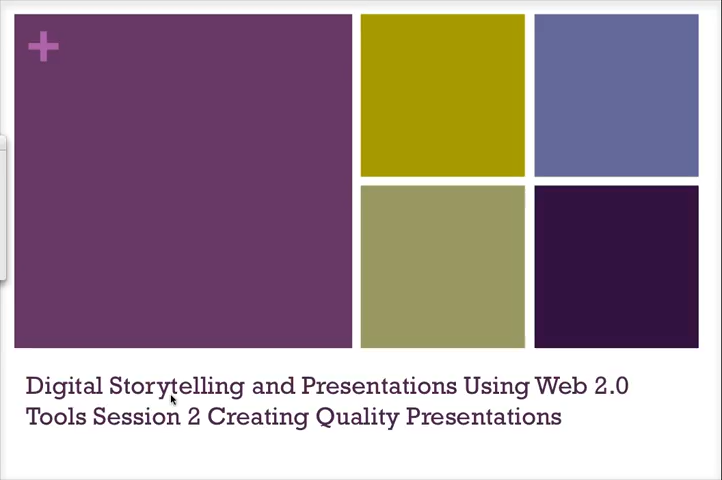 +
Digital Storytelling and Presentations Using Web 2.0
Tools Session 2 Creating Quality Presentations